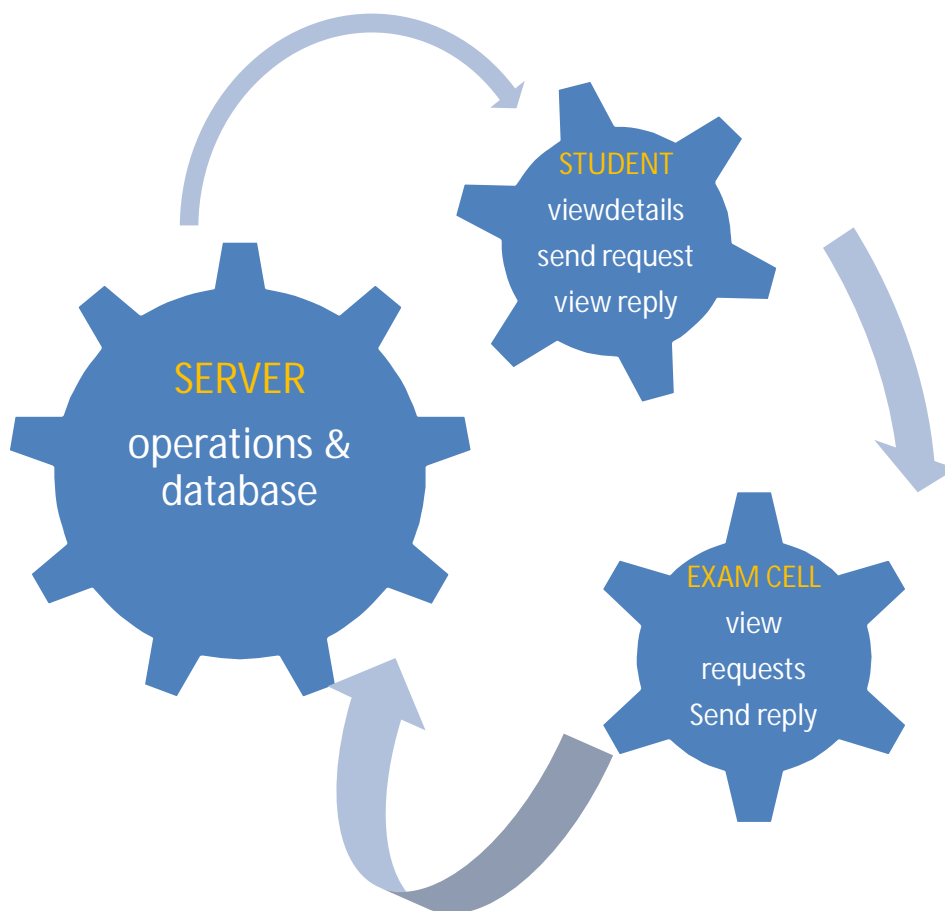 STUDENT
viewdetails
send request
view reply
SERVER
operations &
database
EXAM CELL
view
requests
Send reply